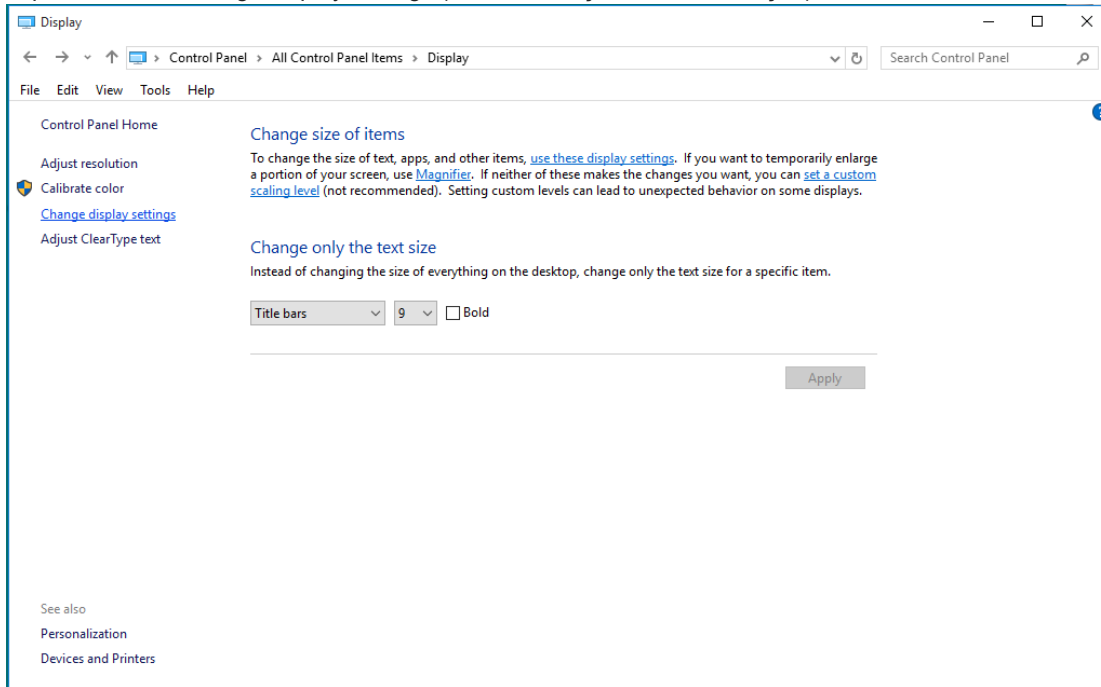 Display
Control Panel > All Control Panel Items > Display
Search Control Panel
File Edit View Tools Help
Control Panel Home
Adjust resolution
Calibrate color
Change display settings
Adjust ClearType text
Change size of items
To change the size of text, apps, and other items, use these display settings. If you want to temporarily enlarge
a portion of your screen, use Magnifier. If neither of these makes the changes you want, you can set a custom
scaling level (not recommended). Setting custom levels can lead to unexpected behavior on some displays.
Change only the text size
Instead of changing the size of everything on the desktop, change only the text size for a specific item.
Title bars 9 Bold
Apply
See also
Personalization
Devices and Printers